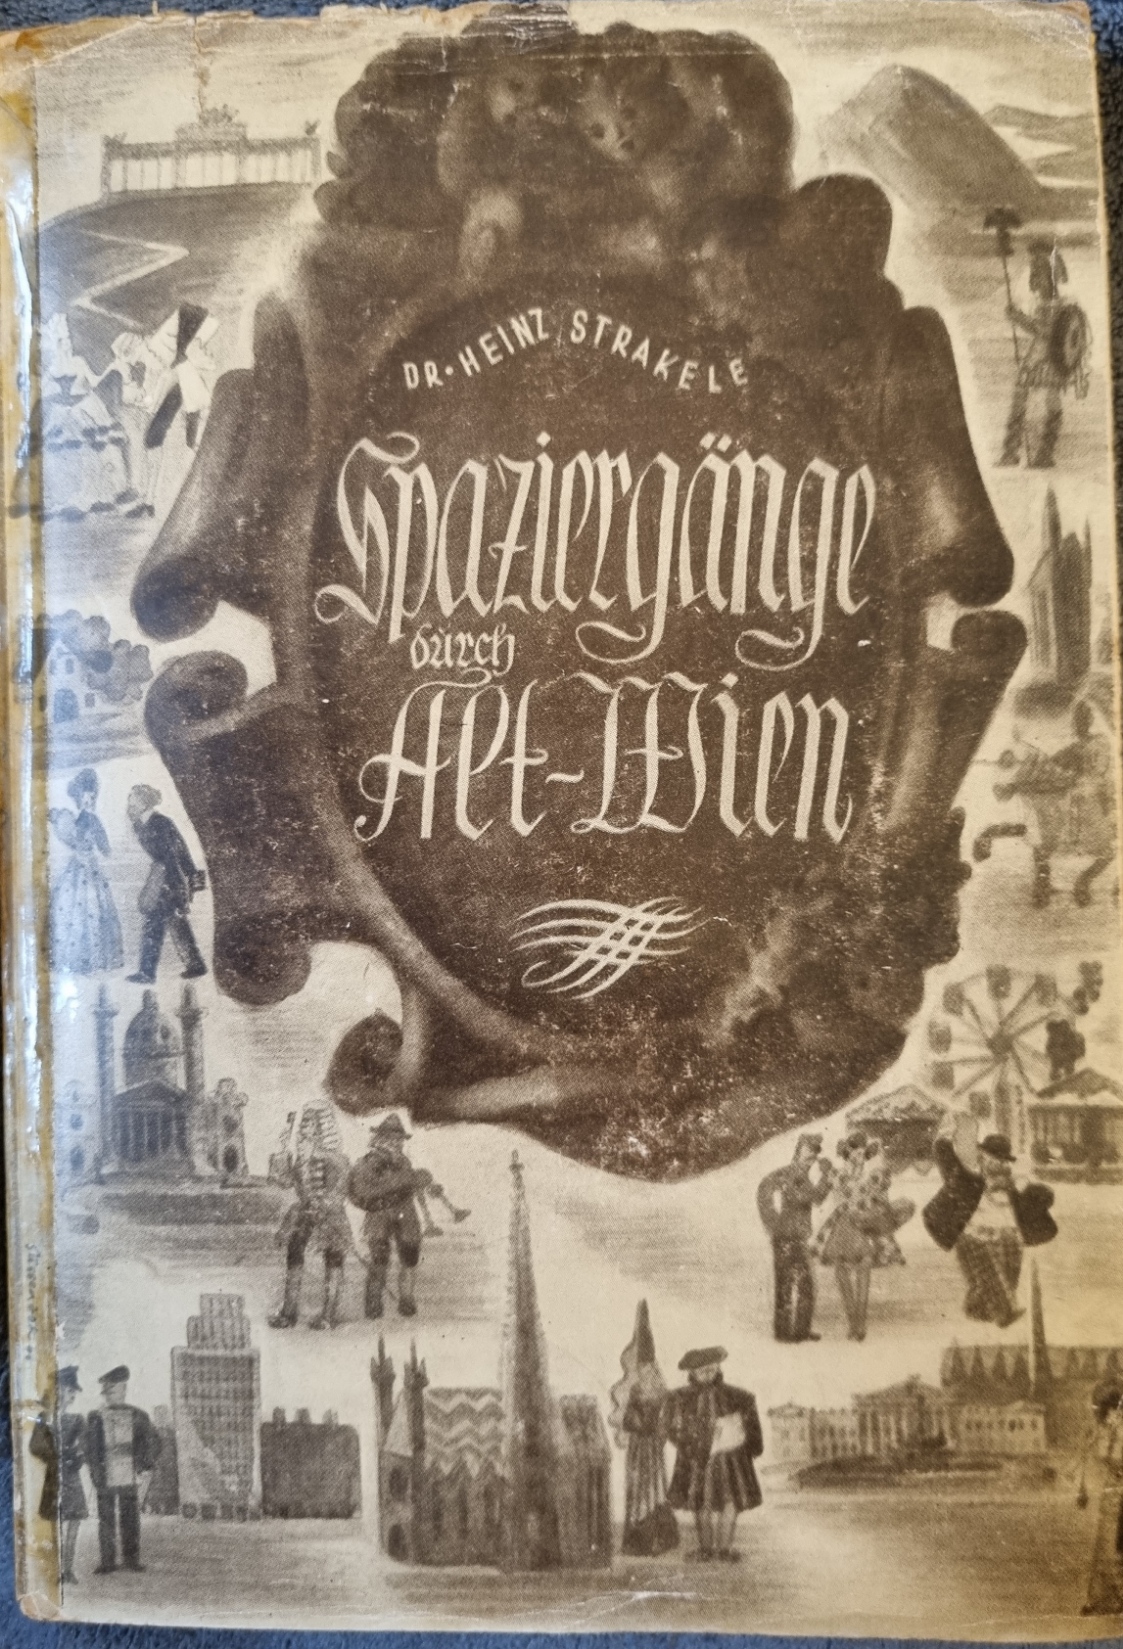 DR. HEINZ STRAKELE
Spaziergänge
durch
Alt-Wien